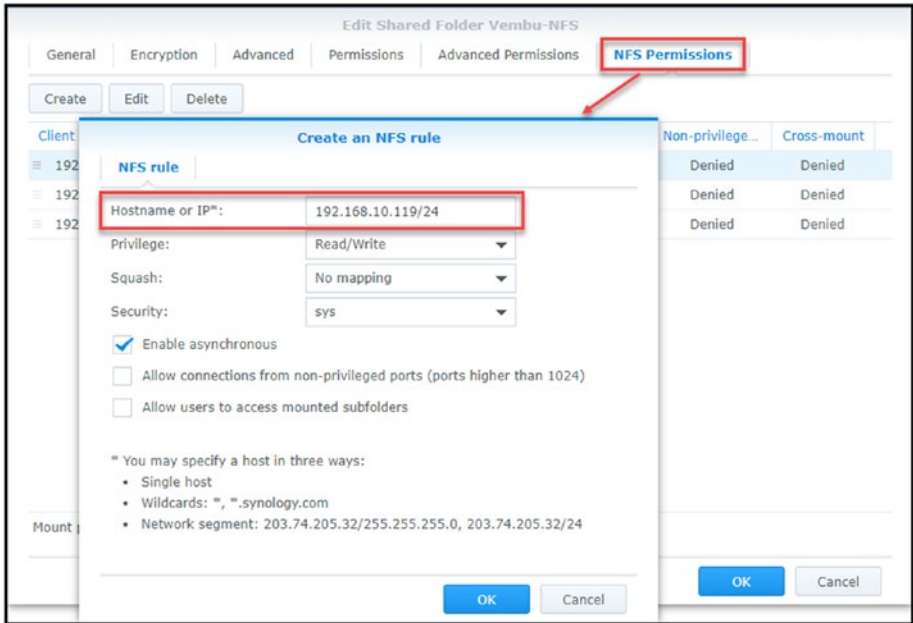 Edit Shared Folder Vembu-NFS
General Encryption Advanced Permissions Advanced Permissions NFS Permissions
Create Edit Delete
Client Non-privilege... Cross-mount
Create an NFS rule
NFS rule
192 Denied Denied
192 Denied Denied
192 Denied Denied
Hostname or IP*: 192.168.10.119/24
Privilege: Read/Write
Squash: No mapping
Security: sys
Enable asynchronous
Allow connections from non-privileged ports (ports higher than 1024)
Allow users to access mounted subfolders
* You may specify a host in three ways:
• Single host
• Wildcards: *, *.synology.com
• Network segment: 203.74.205.32/255.255.255.0, 203.74.205.32/24
Mount
OK Cancel
OK Cancel